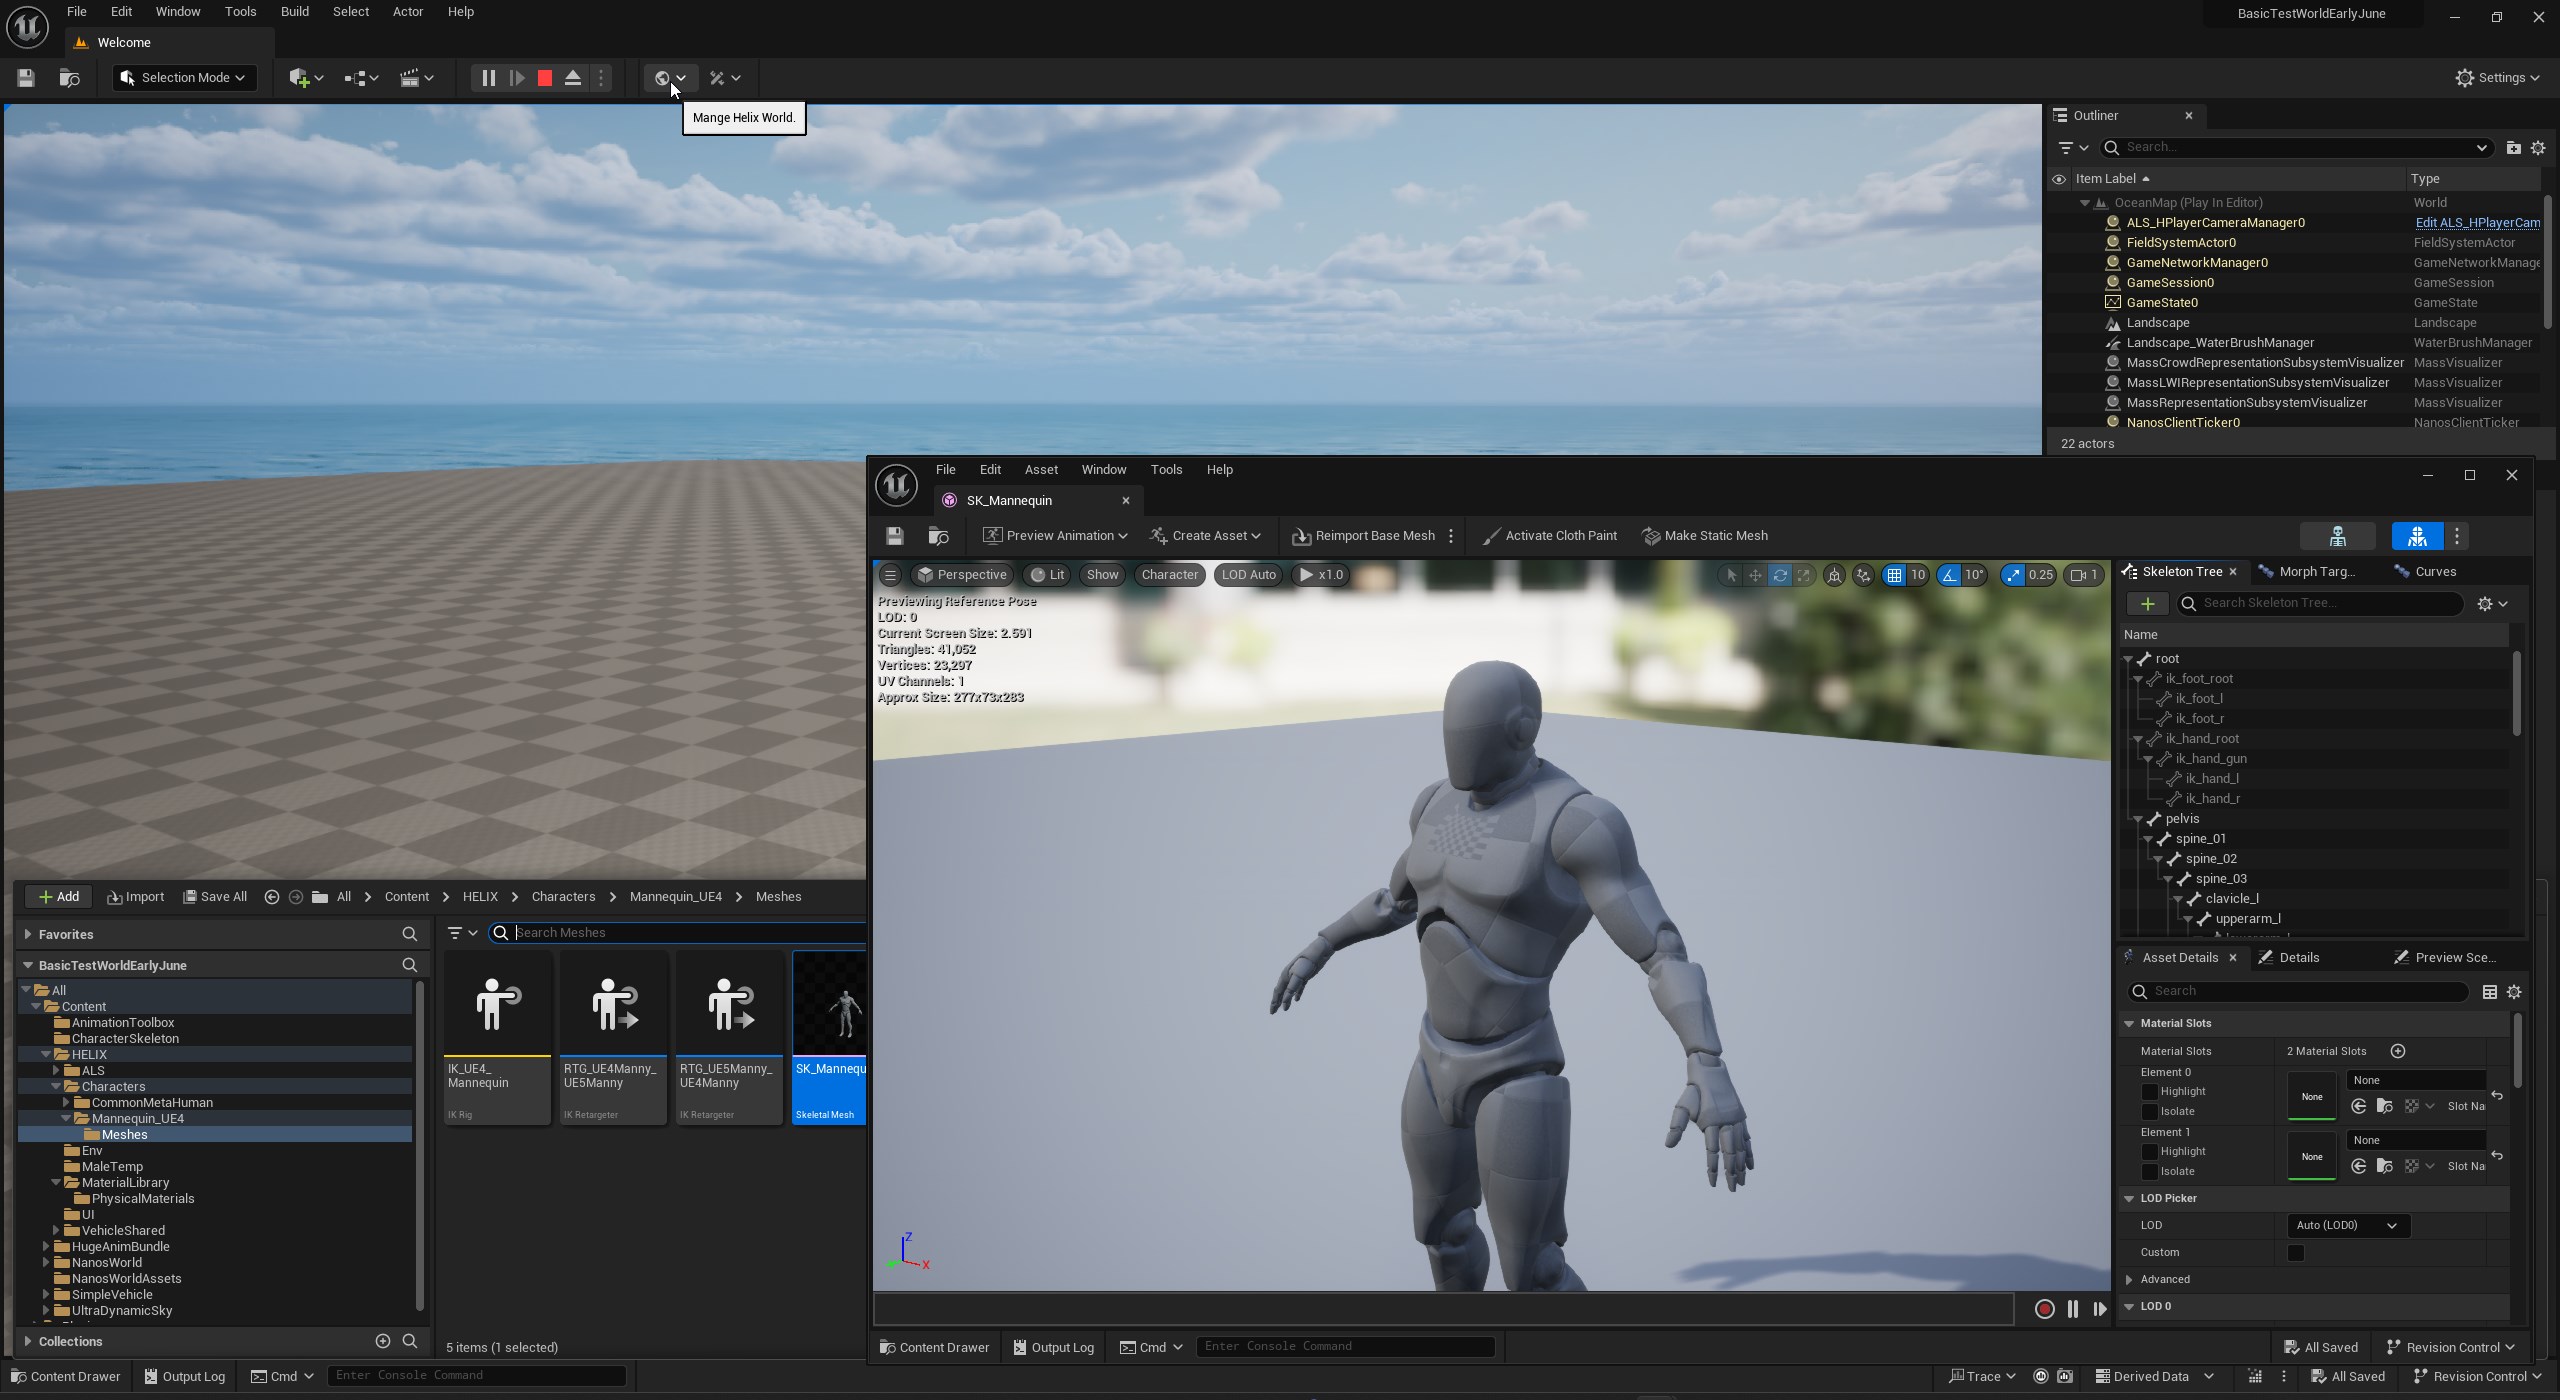 File Edit Window Tools Build Select Actor Help
BasicTestWorldEarlyJune
Welcome
Selection Mode
Settings
Mange Helix World.
Outliner
Search...
Item Label Type
OceanMap (Play In Editor) World
ALS_HPlayerCameraManager0 Edit ALS_HPlayerCam
FieldSystemActor0 FieldSystemActor
GameNetworkManager0 GameNetworkManage
GameSession0 GameSession
GameState0 GameState
Landscape Landscape
Landscape_WaterBrushManager WaterBrushManager
MassCrowdRepresentationSubsystemVisualizer MassVisualizer
MassLWIRepresentationSubsystemVisualizer MassVisualizer
MassRepresentationSubsystemVisualizer MassVisualizer
NanosClientTicker0 NanosClientTicker
22 actors
File Edit Asset Window Tools Help
SK_Mannequin
Preview Animation Create Asset Reimport Base Mesh Activate Cloth Paint Make Static Mesh
Perspective Lit Show Character LOD Auto x1.0 10 10° 0.25 1
Previewing Reference Pose
LOD: 0
Current Screen Size: 2.591
Triangles: 41,052
Vertices: 23,297
UV Channels: 1
Approx Size: 277x73x283
Z
X
Skeleton Tree Morph Targ... Curves
Search Skeleton Tree...
Name
root
ik_foot_root
ik_foot_l
ik_foot_r
ik_hand_root
ik_hand_gun
ik_hand_l
ik_hand_r
pelvis
spine_01
spine_02
spine_03
clavicle_l
upperarm_l
Asset Details Details Preview Sce...
Search
Material Slots
Material Slots 2 Material Slots
Element 0
Highlight
Isolate
None
None
Slot Na
Element 1
Highlight
Isolate
None
None
Slot Na
LOD Picker
LOD Auto (LOD0)
Custom
Advanced
LOD 0
Content Drawer Output Log Cmd Enter Console Command All Saved Revision Control
Add Import Save All All Content HELIX Characters Mannequin_UE4 Meshes
Favorites
BasicTestWorldEarlyJune
All
Content
AnimationToolbox
CharacterSkeleton
HELIX
ALS
Characters
CommonMetaHuman
Mannequin_UE4
Meshes
Env
MaleTemp
MaterialLibrary
PhysicalMaterials
UI
VehicleShared
HugeAnimBundle
NanosWorld
NanosWorldAssets
SimpleVehicle
UltraDynamicSky
Collections
Search Meshes
IK_UE4_
Mannequin
IK Rig
RTG_UE4Manny_
UE5Manny
IK Retargeter
RTG_UE5Manny_
UE4Manny
IK Retargeter
SK_Mannequ
Skeletal Mesh
5 items (1 selected)
Content Drawer Output Log Cmd Enter Console Command Trace Derived Data All Saved Revision Control